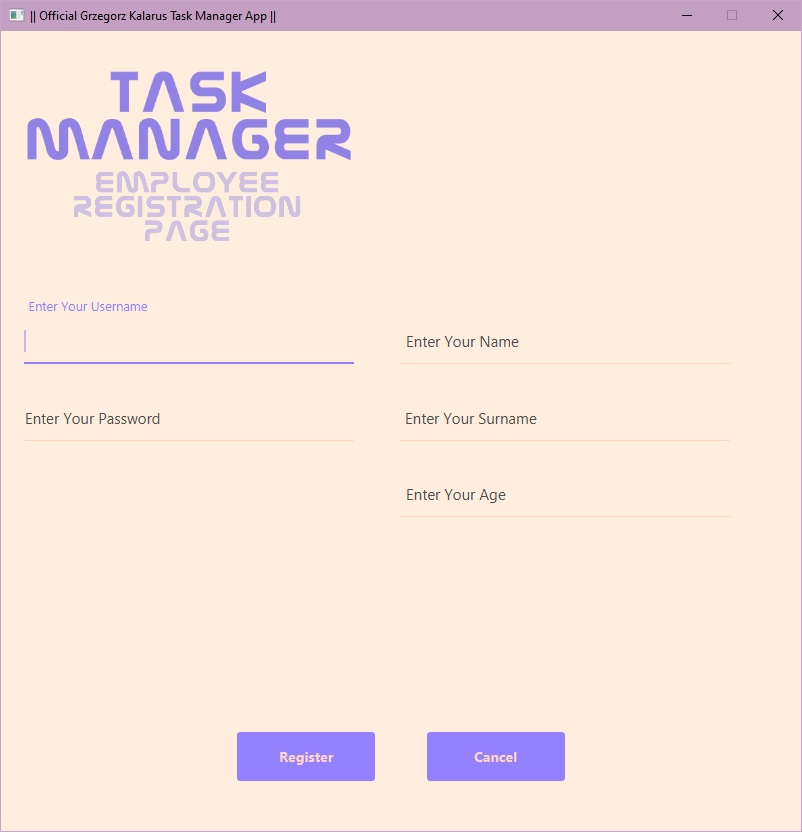 || Official Grzegorz Kalarus Task Manager App ||
TASK
MANAGER
EMPLOYEE
REGISTRATION
PAGE
Enter Your Username
Enter Your Name
Enter Your Password
Enter Your Surname
Enter Your Age
Register
Cancel